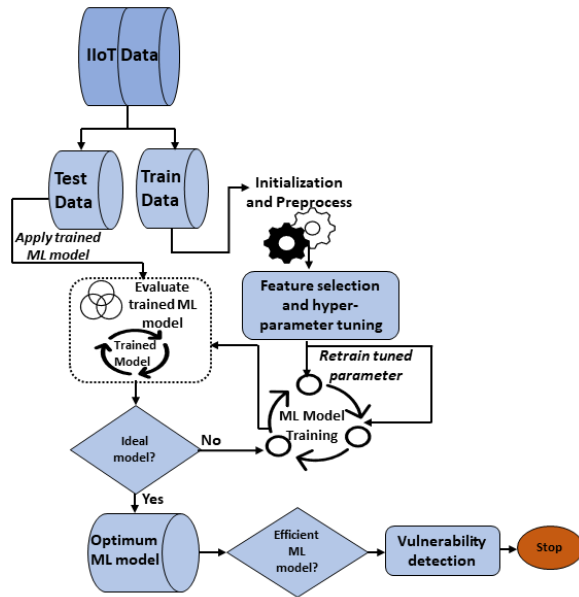 IIoT Data
Test
Data
Train
Data
Initialization
and Preprocess
Apply trained
ML model
Evaluate
trained ML
model
Trained
Model
Feature selection
and hyper-
parameter tuning
Retrain tuned
parameter
ML Model
Training
Ideal
model?
No
Yes
Optimum
ML model
Efficient
ML
model?
Vulnerability
detection
Stop